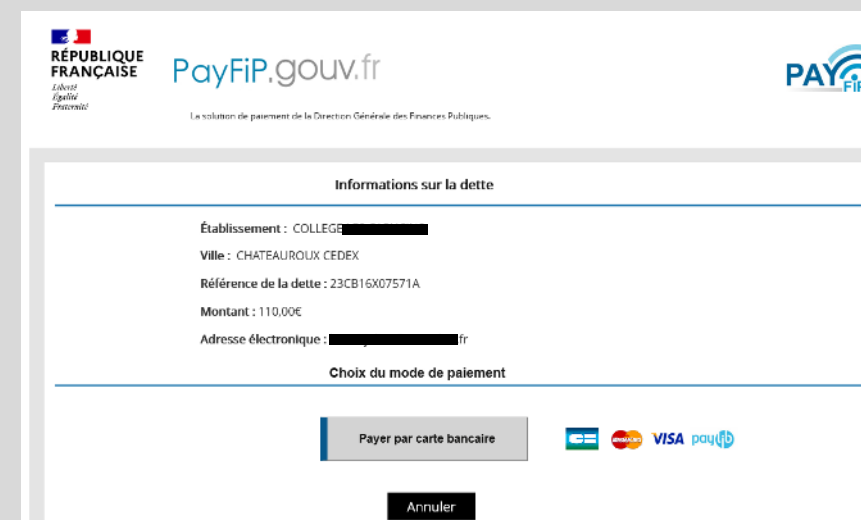 RÉPUBLIQUE
FRANÇAISE
Liberté
Égalité
Fraternité
PayFiP.gouv.fr
PAY
FiP
La solution de paiement de la Direction Générale des Finances Publiques.
Informations sur la dette
Établissement : COLLEGE
Ville : CHATEAUROUX CEDEX
Référence de la dette : 23CB16X07571A
Montant : 110,00€
Adresse électronique : fr
Choix du mode de paiement
Payer par carte bancaire
CB VISA paylib
Annuler